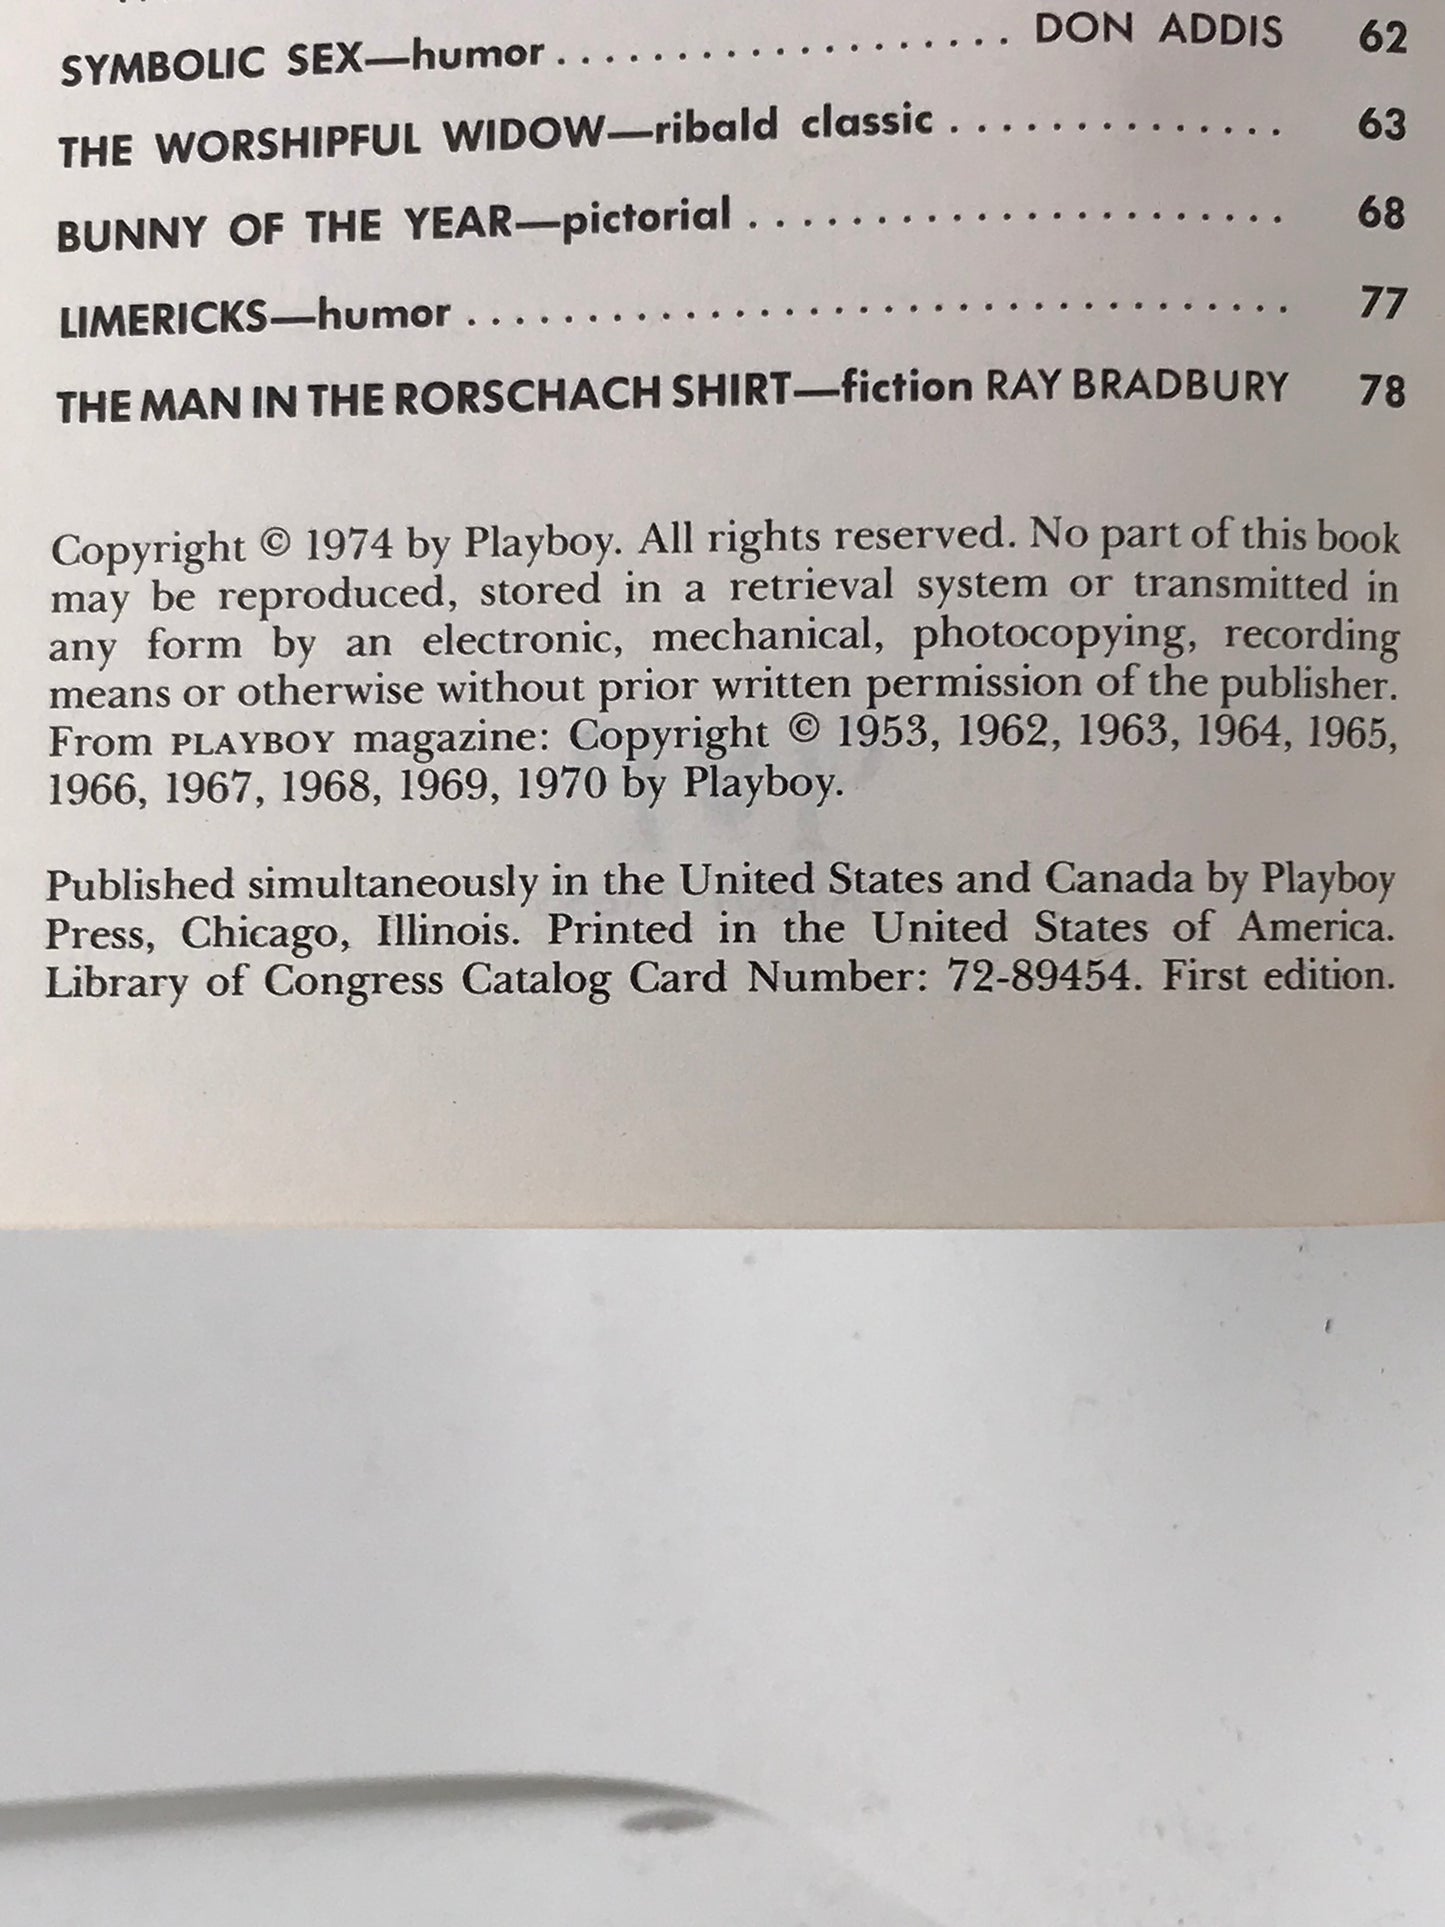 SYMBOLIC SEX—humor . . . . . . . . . . . . . . . . . . . DON ADDIS 62
THE WORSHIPFUL WIDOW—ribald classic . . . . . . . . . . . . . . 63
BUNNY OF THE YEAR—pictorial . . . . . . . . . . . . . . . . . . . . . . 68
LIMERICKS—humor . . . . . . . . . . . . . . . . . . . . . . . . . . . . . . . . . . . 77
THE MAN IN THE RORSCHACH SHIRT—fiction RAY BRADBURY 78
Copyright © 1974 by Playboy. All rights reserved. No part of this book
may be reproduced, stored in a retrieval system or transmitted in
any form by an electronic, mechanical, photocopying, recording
means or otherwise without prior written permission of the publisher.
From PLAYBOY magazine: Copyright © 1953, 1962, 1963, 1964, 1965,
1966, 1967, 1968, 1969, 1970 by Playboy.
Published simultaneously in the United States and Canada by Playboy
Press, Chicago, Illinois. Printed in the United States of America.
Library of Congress Catalog Card Number: 72-89454. First edition.